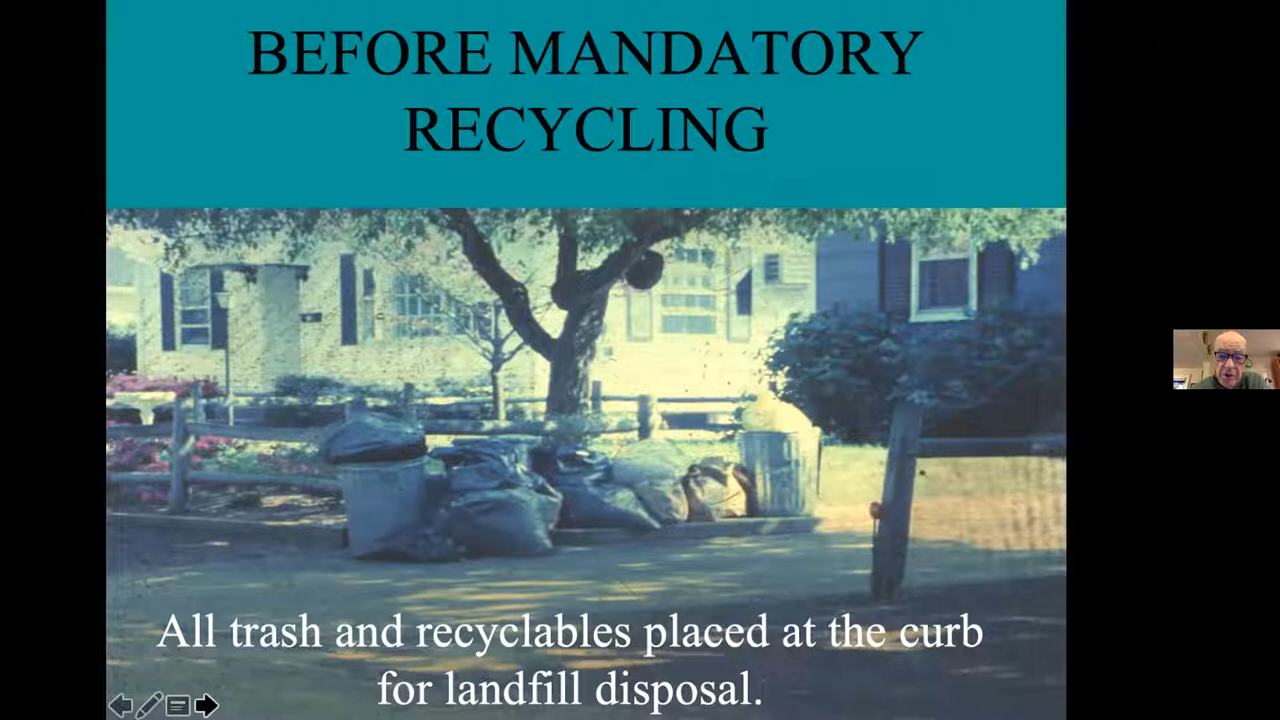 BEFORE MANDATORY
RECYCLING
All trash and recyclables placed at the curb
for landfill disposal.